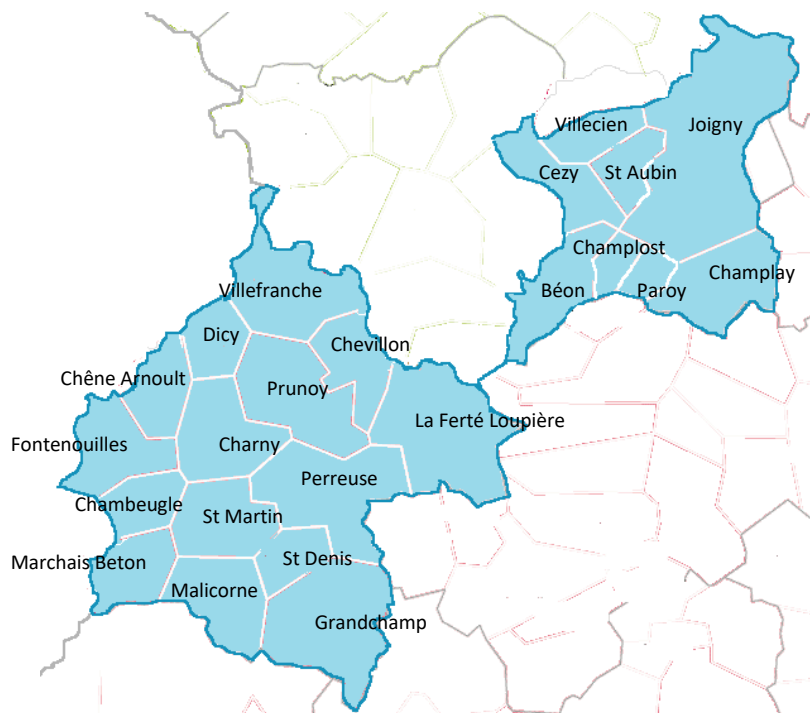 Villecien
Joigny
Cezy
St Aubin
Champlost
Champlay
Béon
Paroy
Villefranche
Dicy
Chevillon
Chêne Arnoult
Prunoy
La Ferté Loupière
Fontenouilles
Charny
Perreuse
Chambeugle
St Martin
Marchais Beton
St Denis
Malicorne
Grandchamp